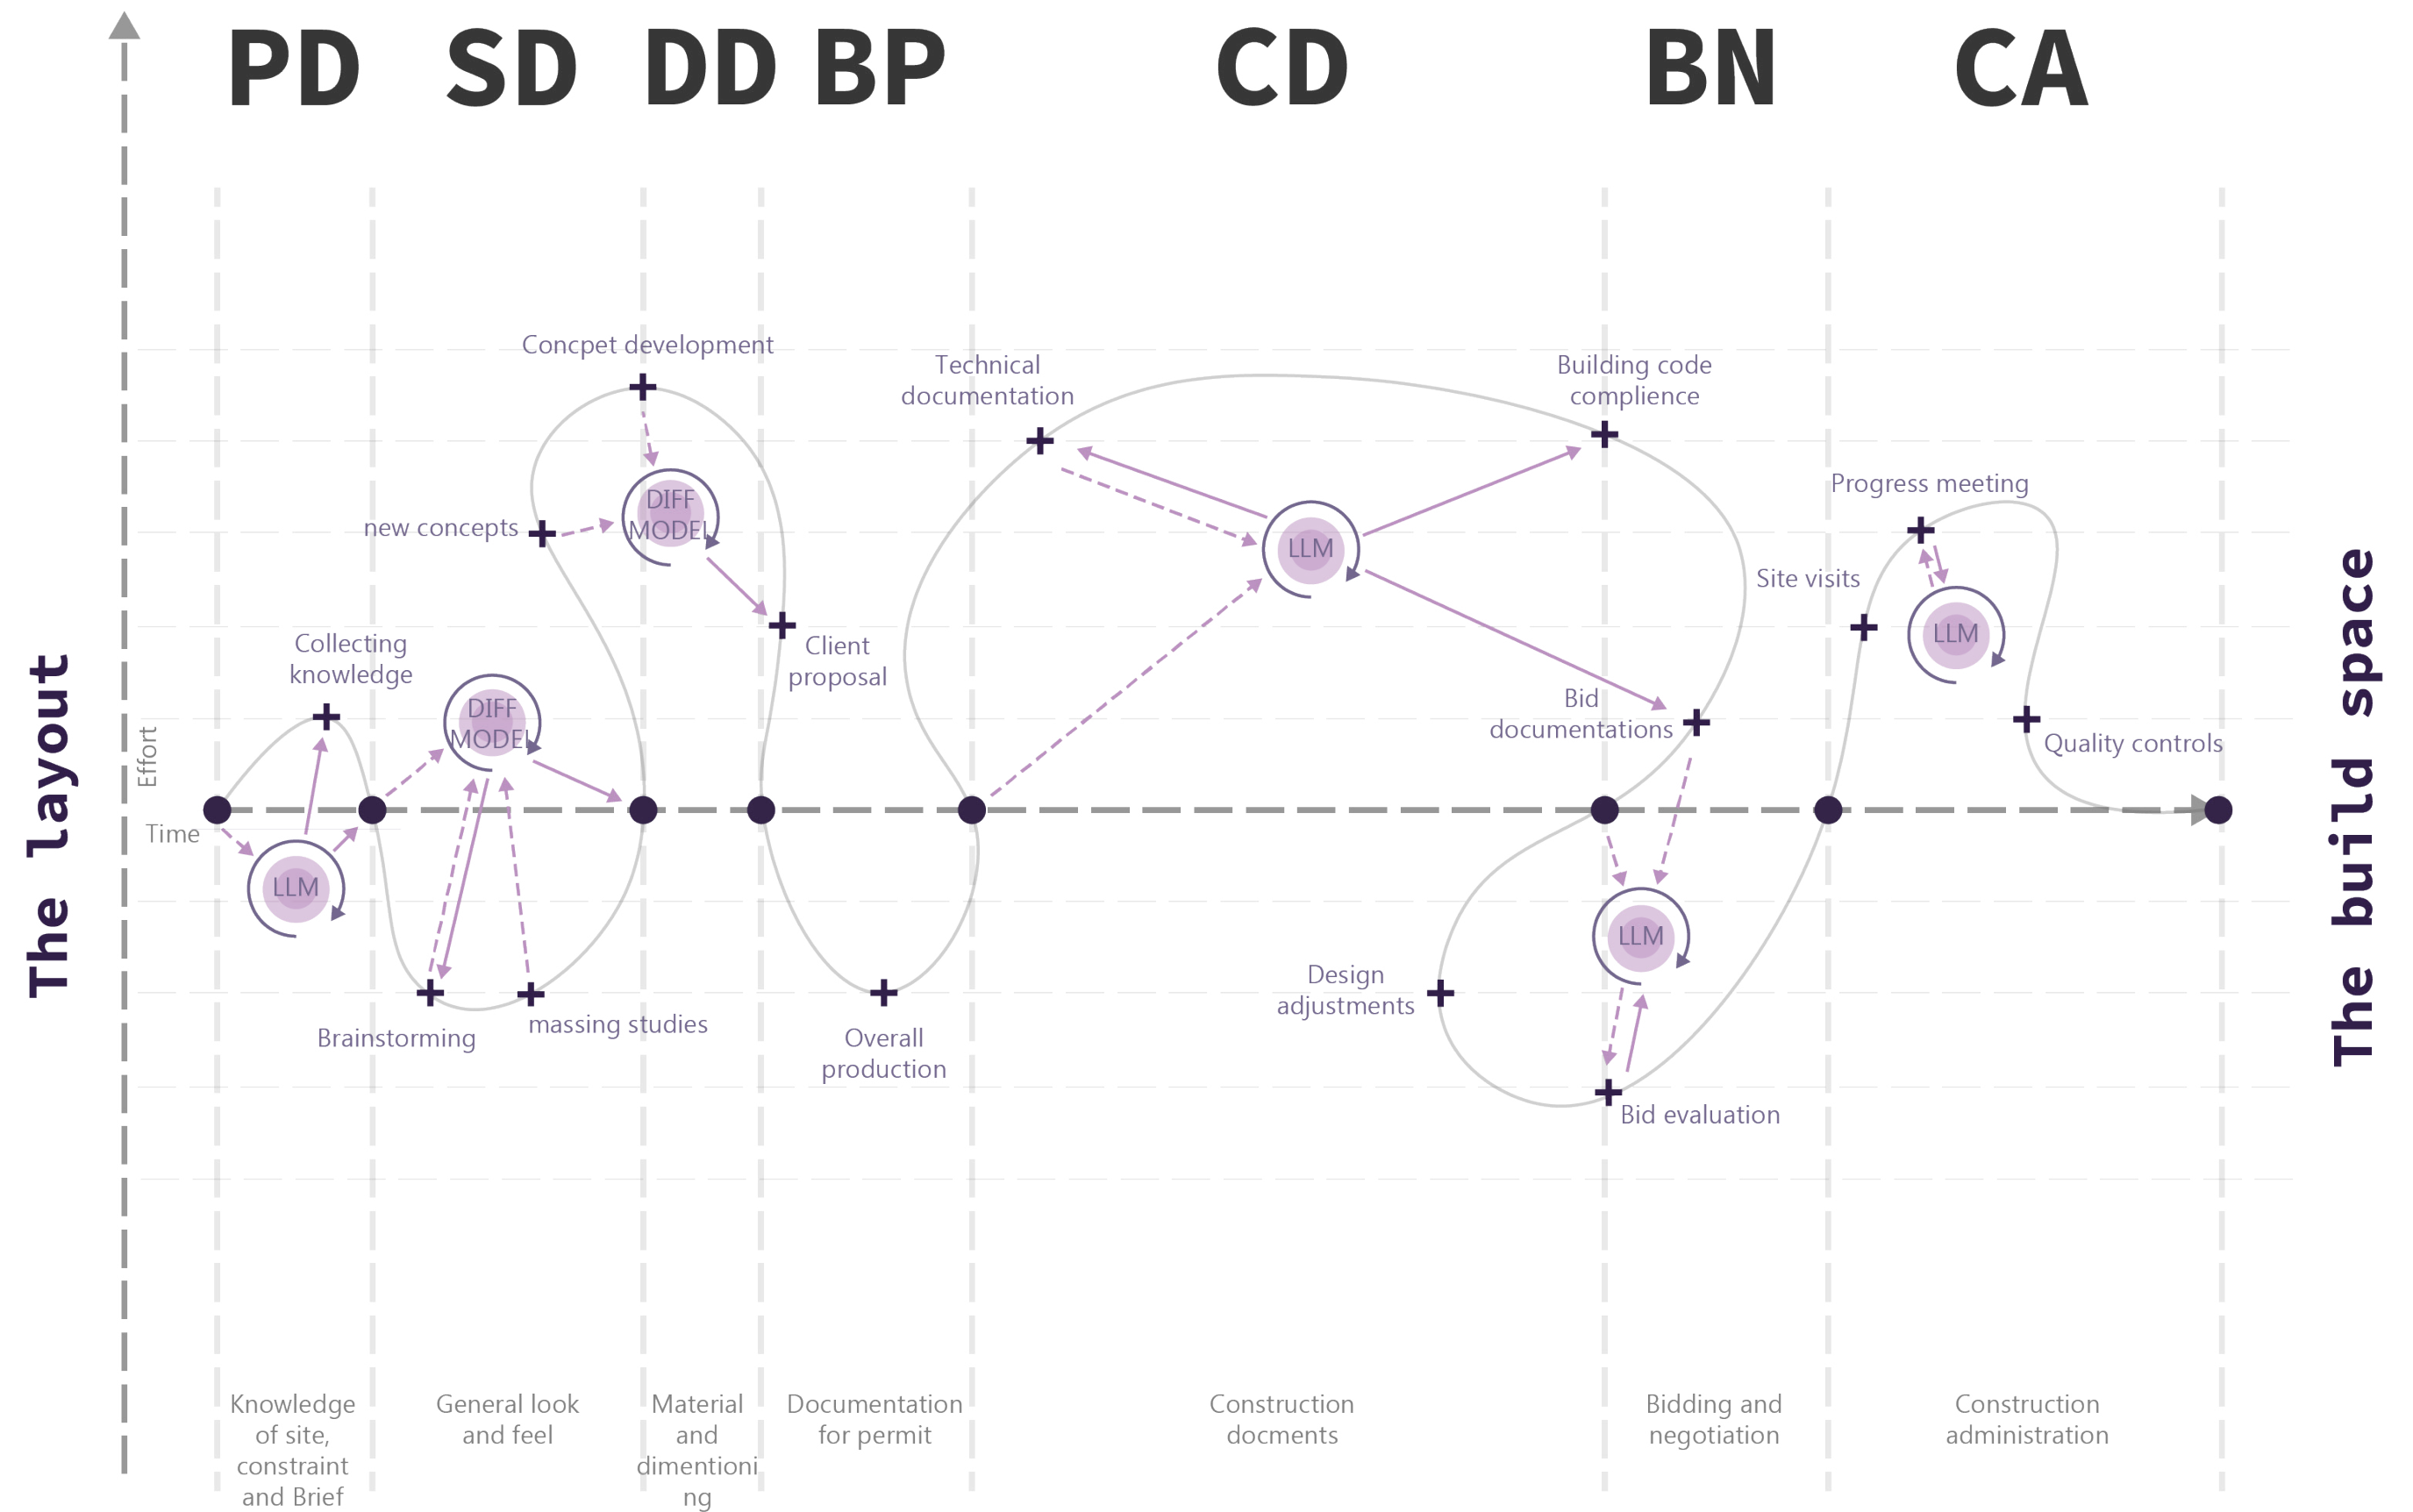 PD SD DD BP CD BN CA
Concpet development
Technical
documentation
Building code
complience
Progress meeting
DIFF
MODEL
new concepts
LLM
Site visits
LLM
Collecting
knowledge
Client
proposal
DIFF
MODEL
Bid
documentations
Quality controls
The layout
Effort
Time
The build space
LLM
LLM
Design
adjustments
Brainstorming
massing studies
Overall
production
Bid evaluation
Knowledge
of site,
constraint
and Brief
General look
and feel
Material
and
dimentioni
ng
Documentation
for permit
Construction
docments
Bidding and
negotiation
Construction
administration